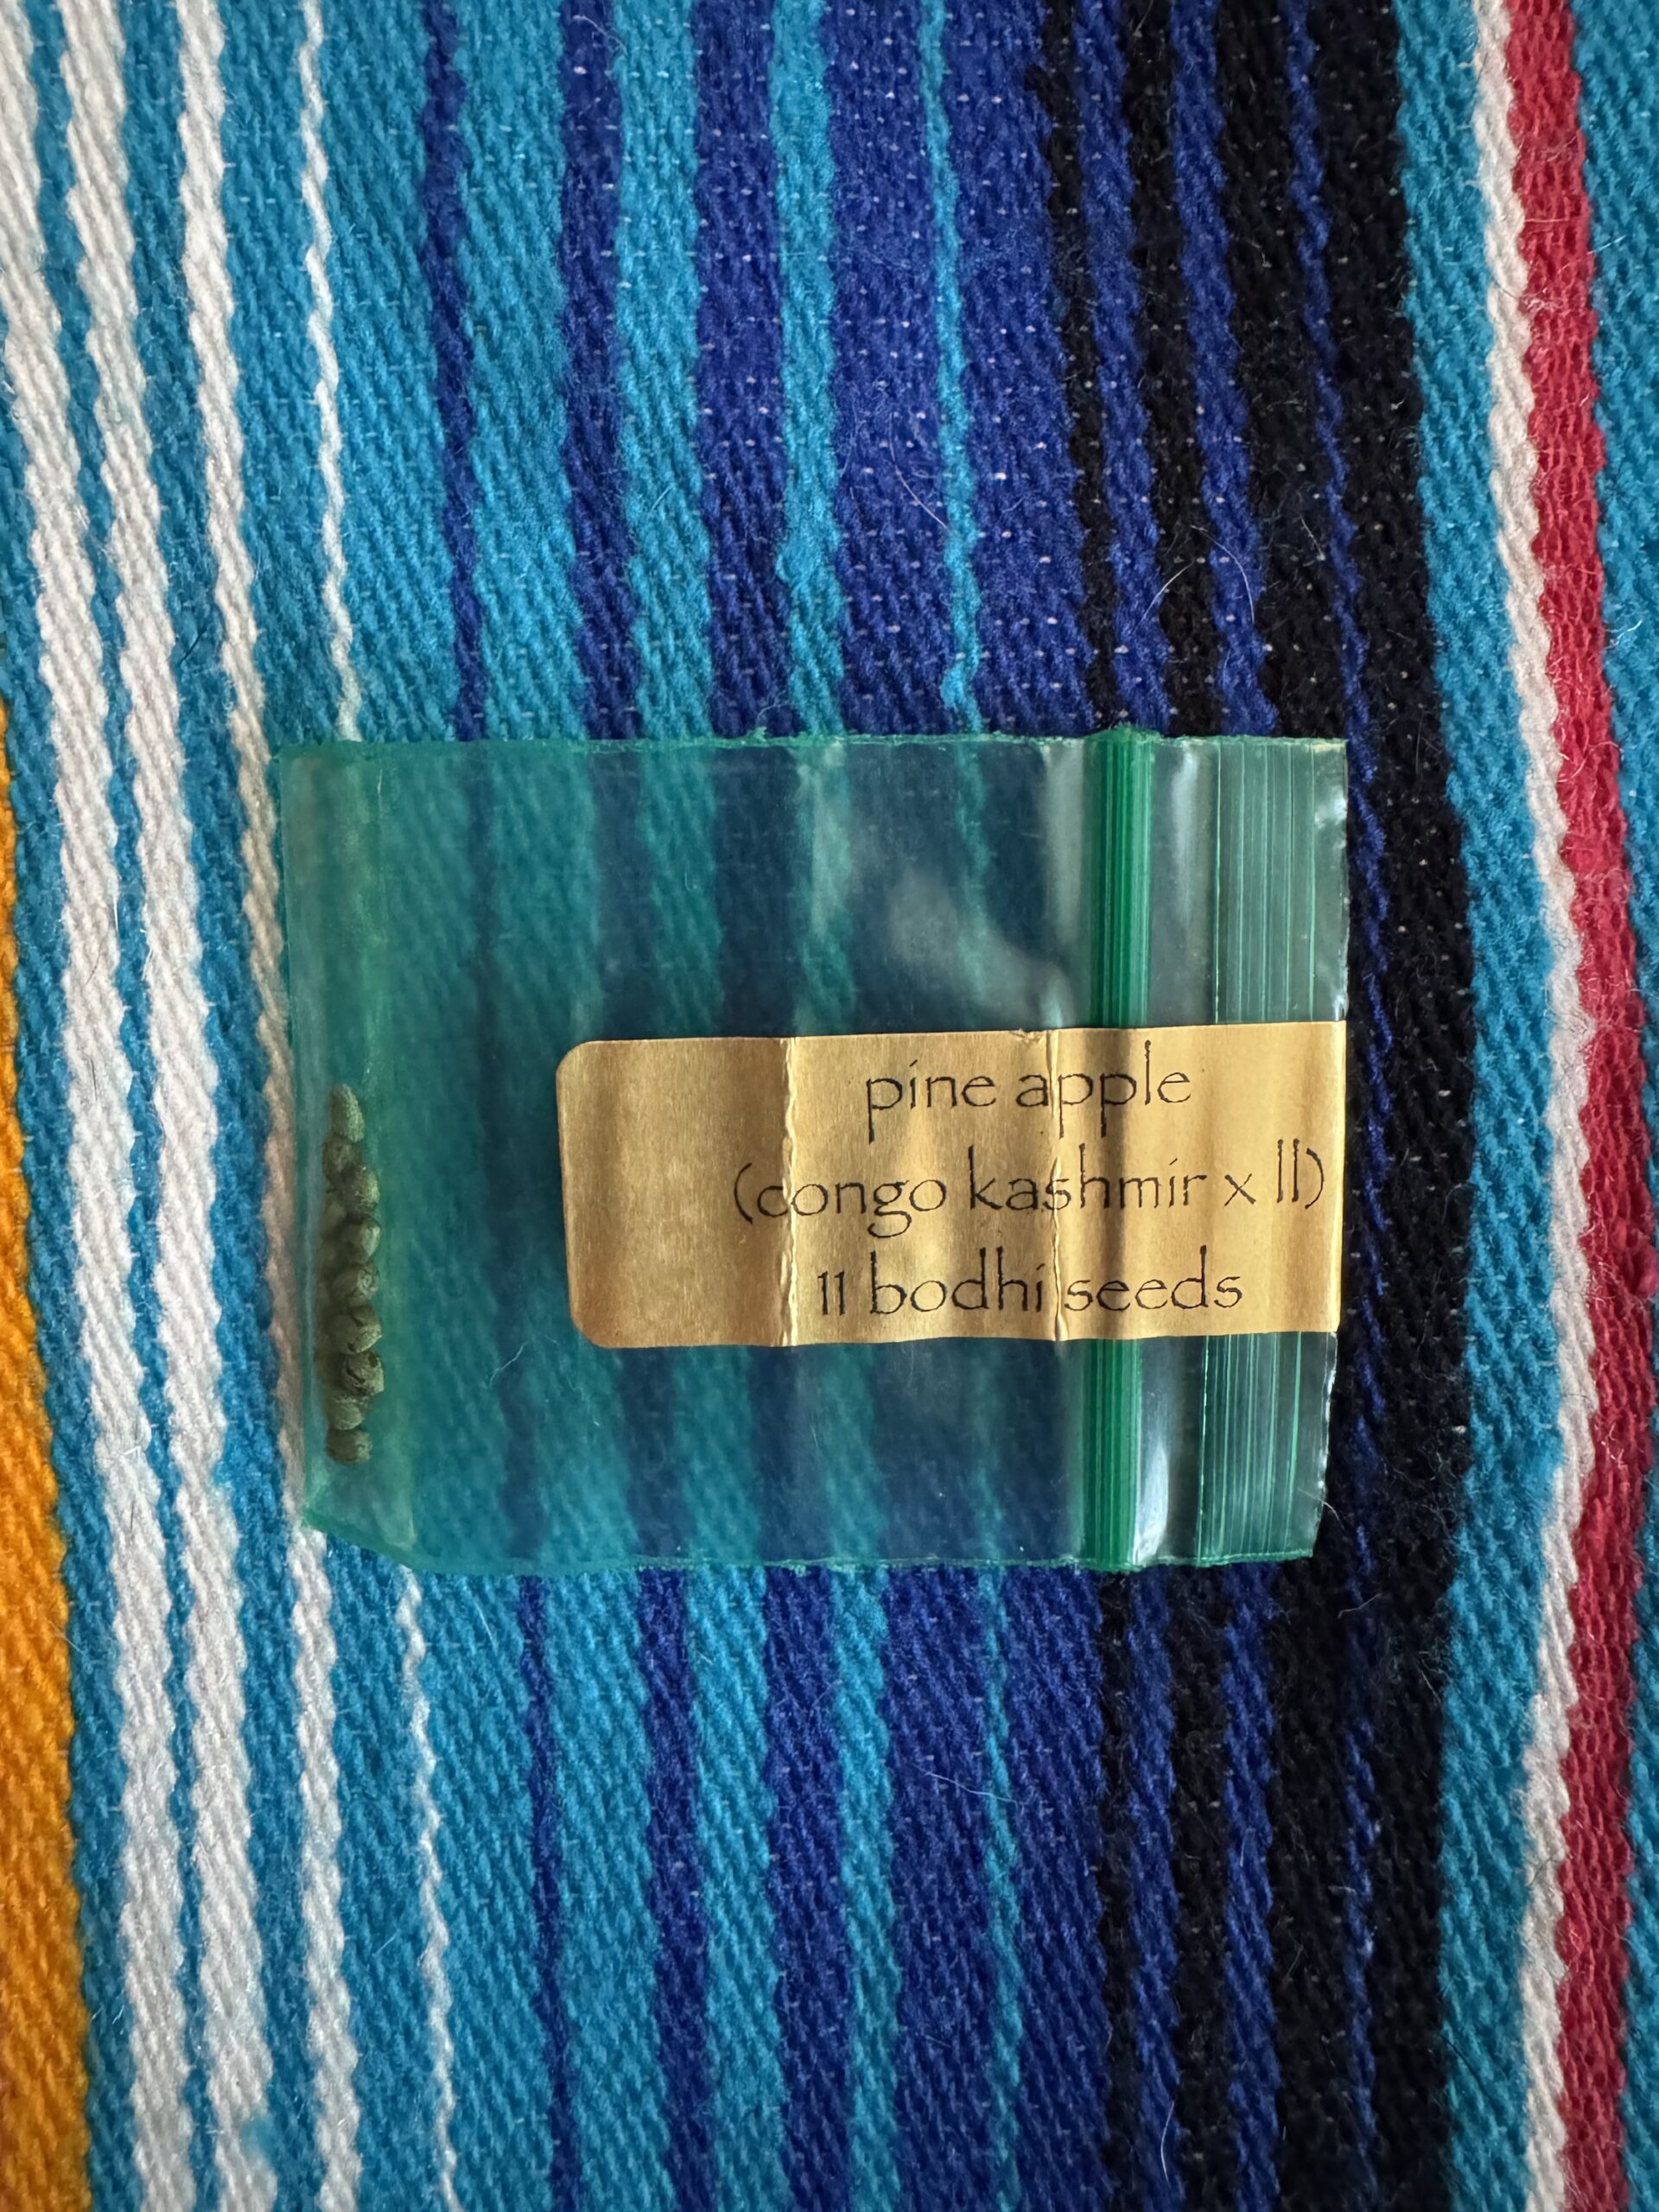 pine apple
(congo kashmir x ll)
11 bodhi seeds